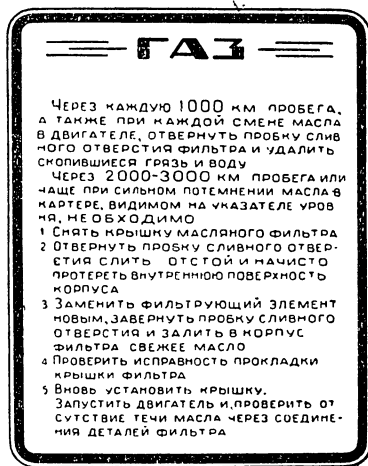 ГАЗ
ЧЕРЕЗ КАЖДУЮ 1000 КМ ПРОБЕГА,
А ТАКЖЕ ПРИ КАЖДОЙ СМЕНЕ МАСЛА
В ДВИГАТЕЛЕ, ОТВЕРНУТЬ ПРОБКУ СЛИВ
НОГО ОТВЕРСТИЯ ФИЛЬТРА И УДАЛИТЬ
СКОПИВШИЕСЯ ГРЯЗЬ И ВОДУ
ЧЕРЕЗ 2000-3000 КМ ПРОБЕГА ИЛИ
ЧАЩЕ ПРИ СИЛЬНОМ ПОТЕМНЕНИИ МАСЛА В
КАРТЕРЕ, ВИДИМОМ НА УКАЗАТЕЛЕ УРОВ
НЯ, НЕОБХОДИМО
1 СНЯТЬ КРЫШКУ МАСЛЯНОГО ФИЛЬТРА
2 ОТВЕРНУТЬ ПРОБКУ СЛИВНОГО ОТВЕР-
СТИЯ СЛИТЬ ОТСТОЙ И НАЧИСТО
ПРОТЕРЕТЬ ВНУТРЕННЮЮ ПОВЕРХНОСТЬ
КОРПУСА
3 ЗАМЕНИТЬ ФИЛЬТРУЮЩИЙ ЭЛЕМЕНТ
НОВЫМ, ЗАВЕРНУТЬ ПРОБКУ СЛИВНОГО
ОТВЕРСТИЯ И ЗАЛИТЬ В КОРПУС
ФИЛЬТРА СВЕЖЕЕ МАСЛО
4 ПРОВЕРИТЬ ИСПРАВНОСТЬ ПРОКЛАДКИ
КРЫШКИ ФИЛЬТРА
5 ВНОВЬ УСТАНОВИТЬ КРЫШКУ.
ЗАПУСТИТЬ ДВИГАТЕЛЬ И, ПРОВЕРИТЬ ОТ
СУТСТВИЕ ТЕЧИ МАСЛА ЧЕРЕЗ СОЕДИНЕ-
НИЯ ДЕТАЛЕЙ ФИЛЬТРА